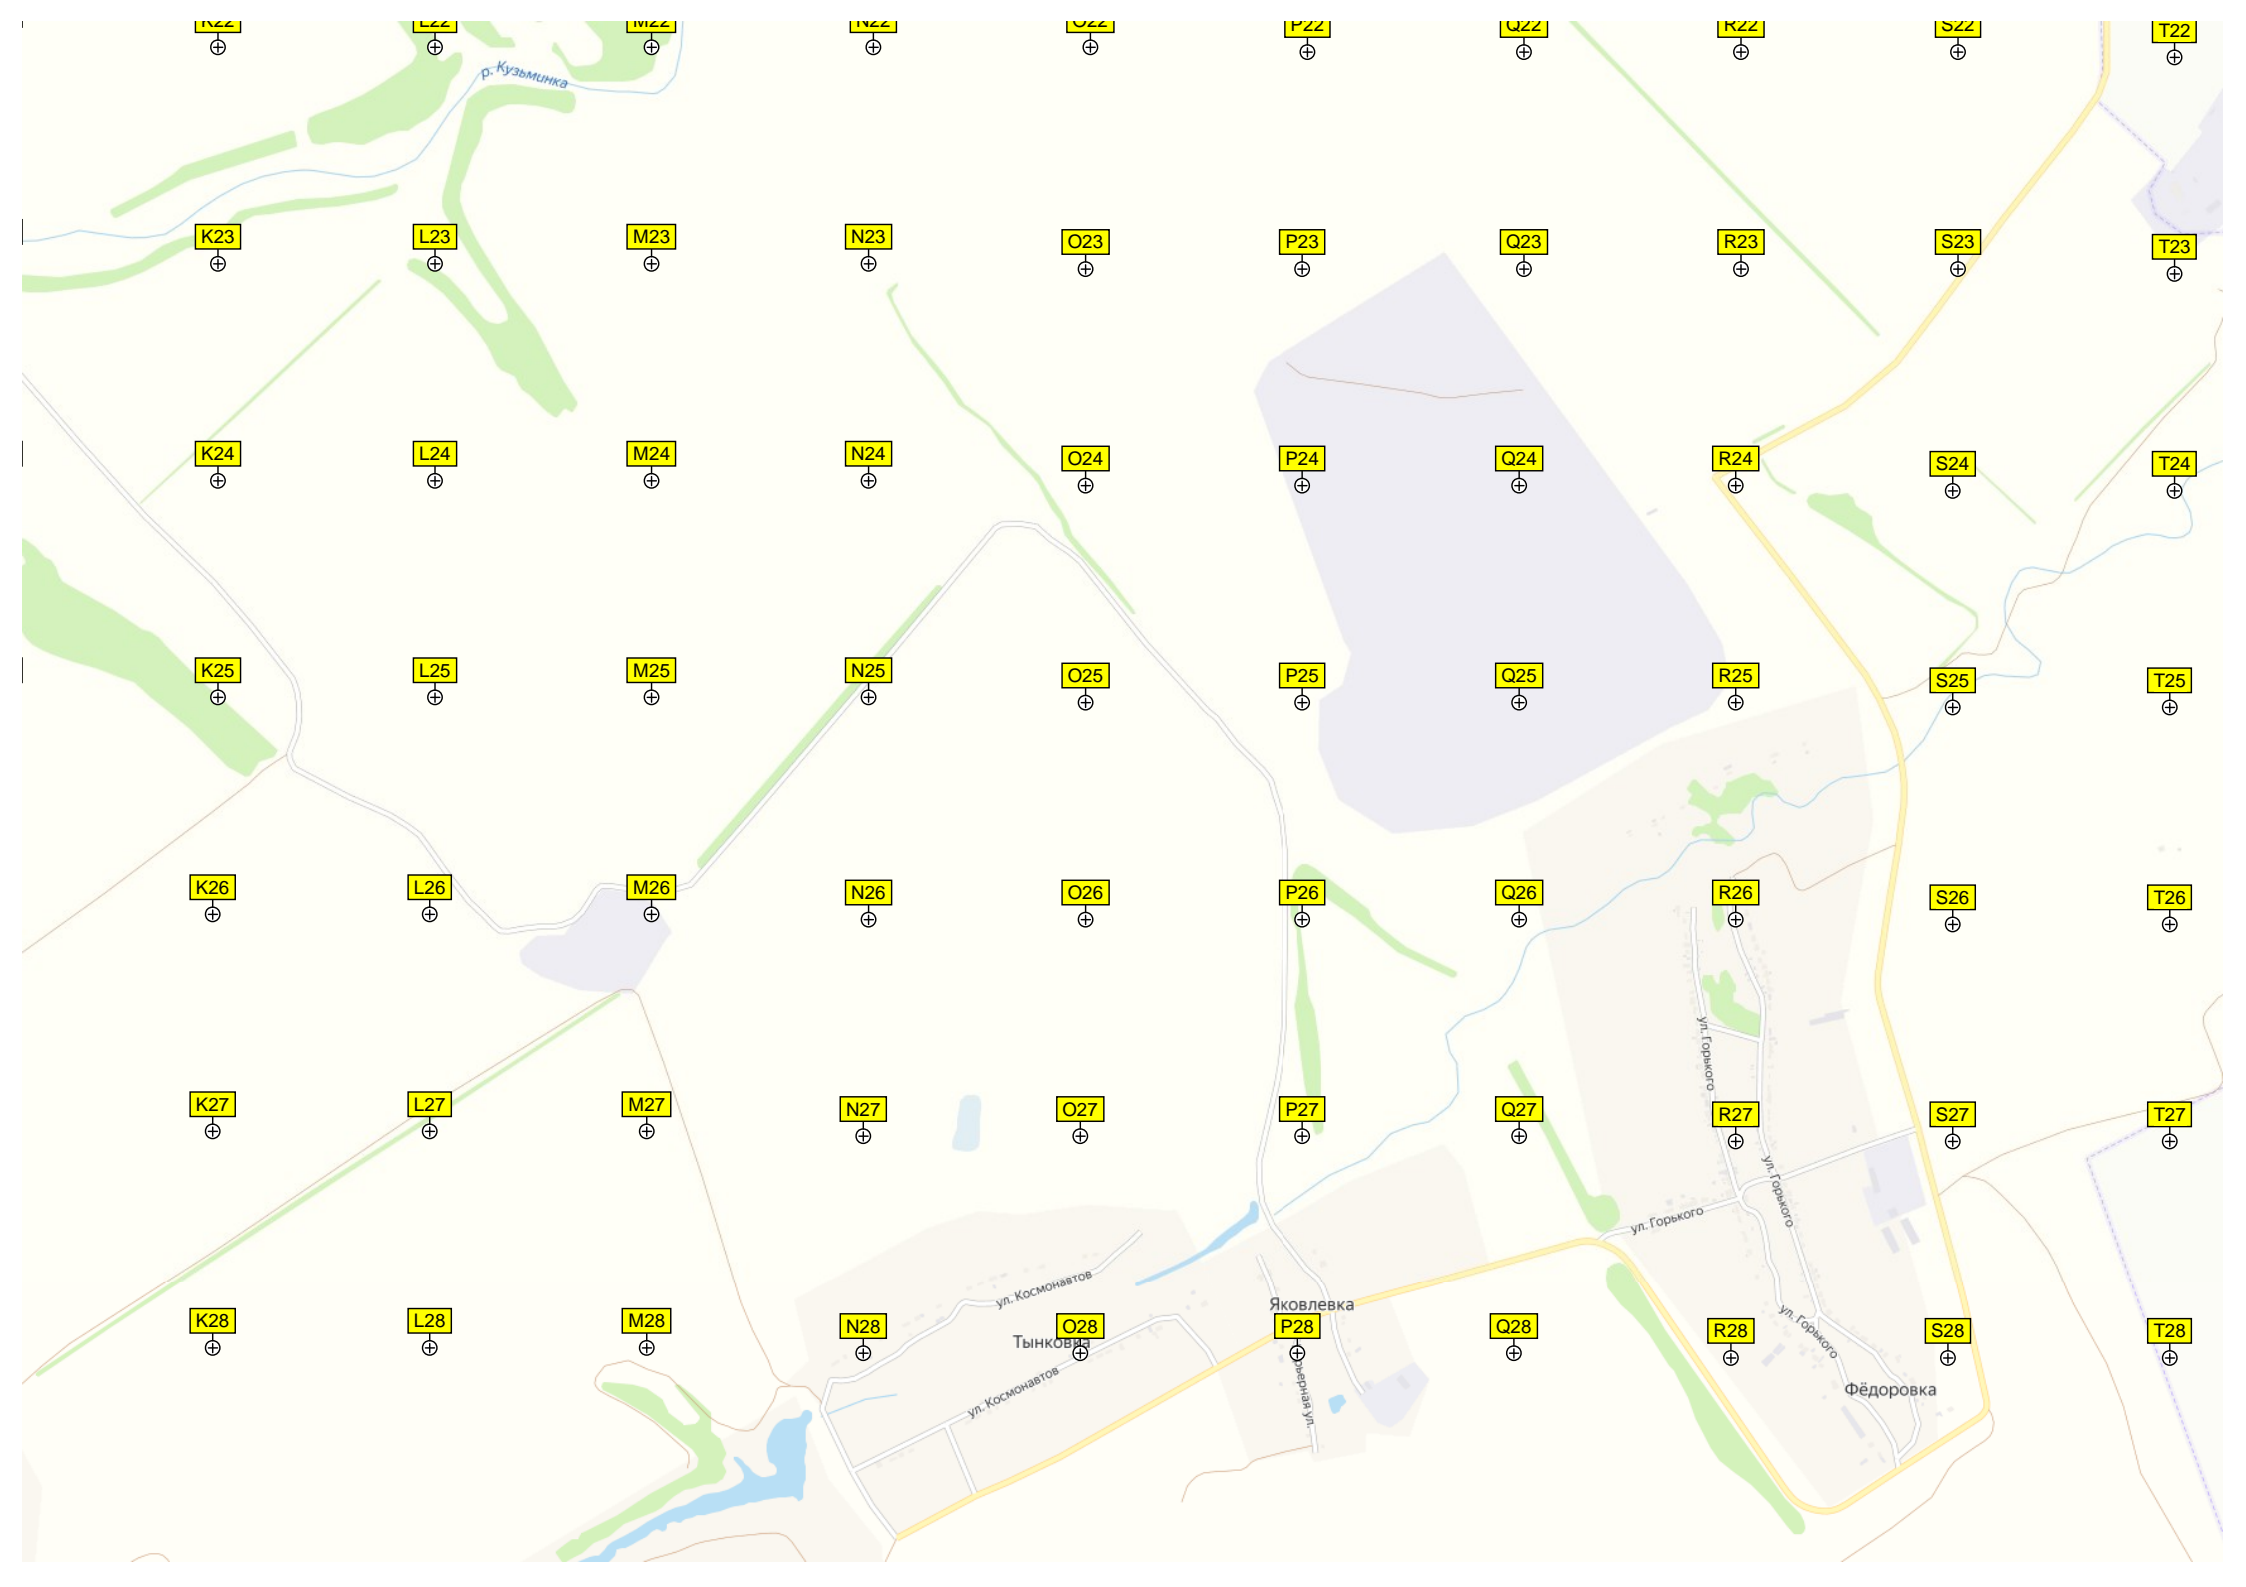 K22 L22 M22 N22 O22 P22 Q22 R22 S22 T22
р. Кузьминка
K23 L23 M23 N23 O23 P23 Q23 R23 S23 T23
K24 L24 M24 N24 O24 P24 Q24 R24 S24 T24
K25 L25 M25 N25 O25 P25 Q25 R25 S25 T25
K26 L26 M26 N26 O26 P26 Q26 R26 S26 T26
ул. Горького
K27 L27 M27 N27 O27 P27 Q27 R27 S27 T27
ул. Горького
ул. Горького
ул. Космонавтов
Яковлевка
K28 L28 M28 N28 O28 P28 Q28 R28 S28 T28
ул. Горького
Тынковка
ул. Космонавтов
рьерная ул.
Фёдоровка